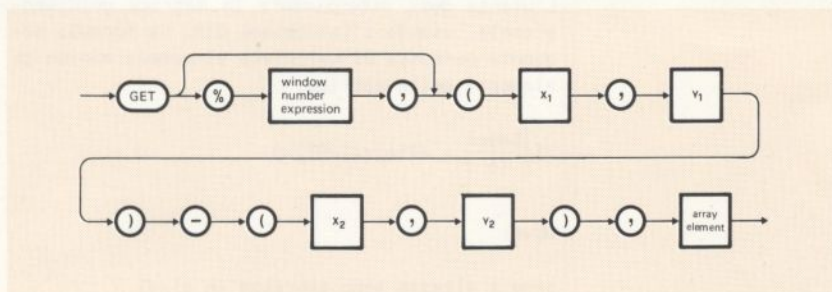 GET % window number expression , ( X₁ , Y₁
) – ( X₂ , Y₂ ) , array element